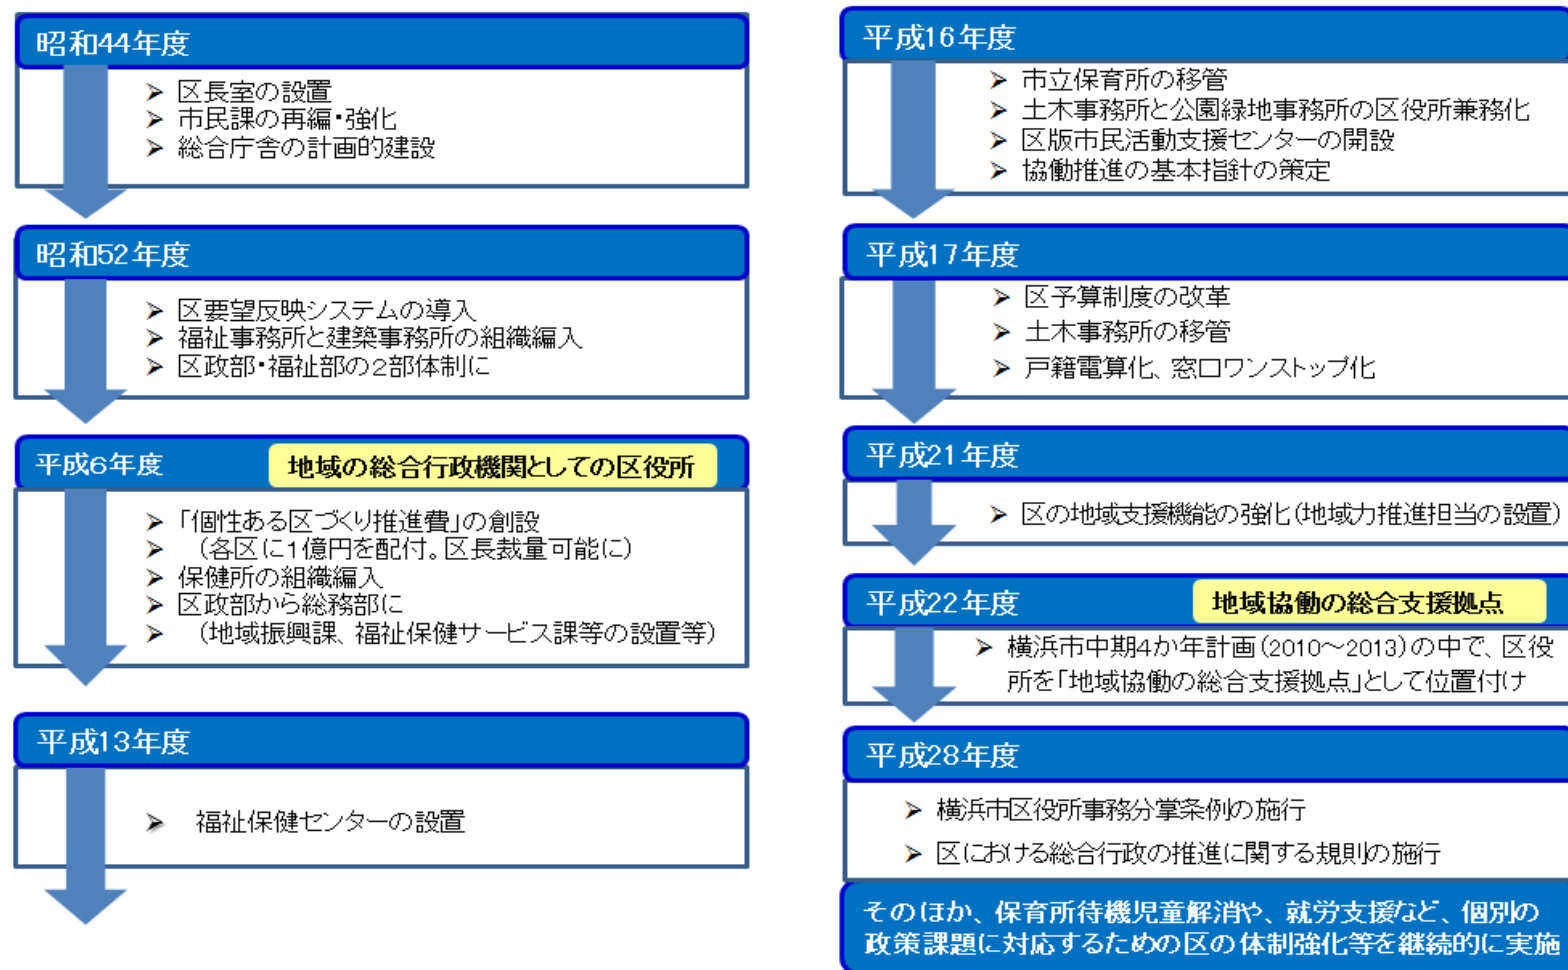 昭和44年度
➢ 区長室の設置
➢ 市民課の再編・強化
➢ 総合庁舎の計画的建設
昭和52年度
➢ 区要望反映システムの導入
➢ 福祉事務所と建築事務所の組織編入
➢ 区政部・福祉部の2部体制に
平成6年度
地域の総合行政機関としての区役所
➢ 「個性ある区づくり推進費」の創設
➢ (各区に1億円を配付。区長裁量可能に)
➢ 保健所の組織編入
➢ 区政部から総務部に
➢ (地域振興課、福祉保健サービス課等の設置等)
平成13年度
➢ 福祉保健センターの設置
平成16年度
➢ 市立保育所の移管
➢ 土木事務所と公園緑地事務所の区役所兼務化
➢ 区版市民活動支援センターの開設
➢ 協働推進の基本指針の策定
平成17年度
➢ 区予算制度の改革
➢ 土木事務所の移管
➢ 戸籍電算化、窓口ワンストップ化
平成21年度
➢ 区の地域支援機能の強化(地域力推進担当の設置)
平成22年度
地域協働の総合支援拠点
➢ 横浜市中期4か年計画(2010～2013)の中で、区役
所を「地域協働の総合支援拠点」として位置付け
平成28年度
➢ 横浜市区役所事務分掌条例の施行
➢ 区における総合行政の推進に関する規則の施行
そのほか、保育所待機児童解消や、就労支援など、個別の
政策課題に対応するための区の体制強化等を継続的に実施